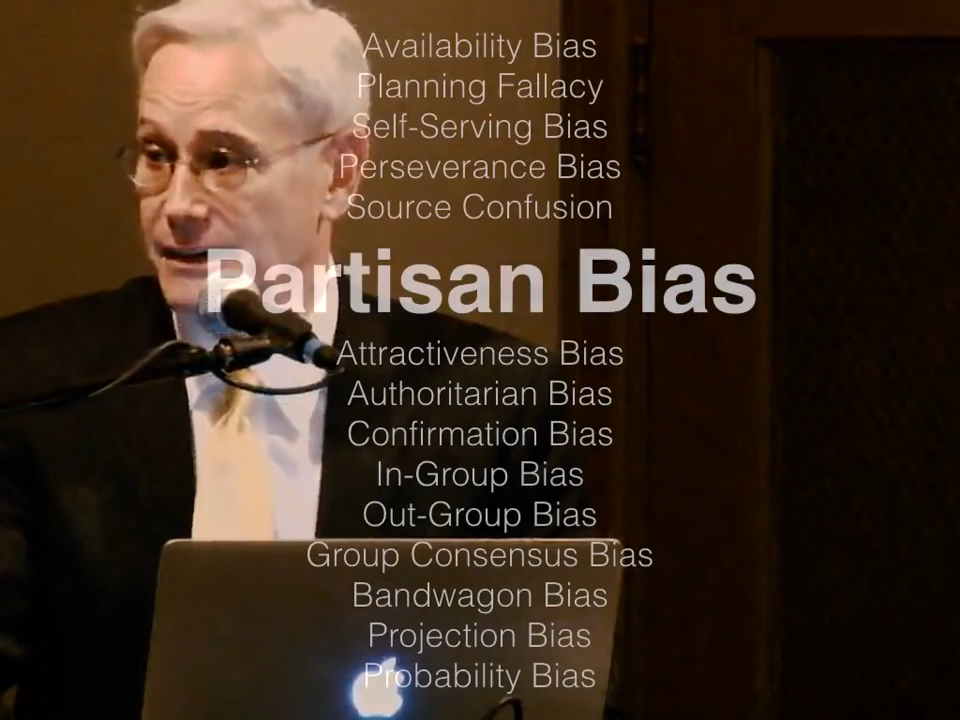 Availability Bias
Planning Fallacy
Self-Serving Bias
Perseverance Bias
Source Confusion
Partisan Bias
Attractiveness Bias
Authoritarian Bias
Confirmation Bias
In-Group Bias
Out-Group Bias
Group Consensus Bias
Bandwagon Bias
Projection Bias
Probability Bias